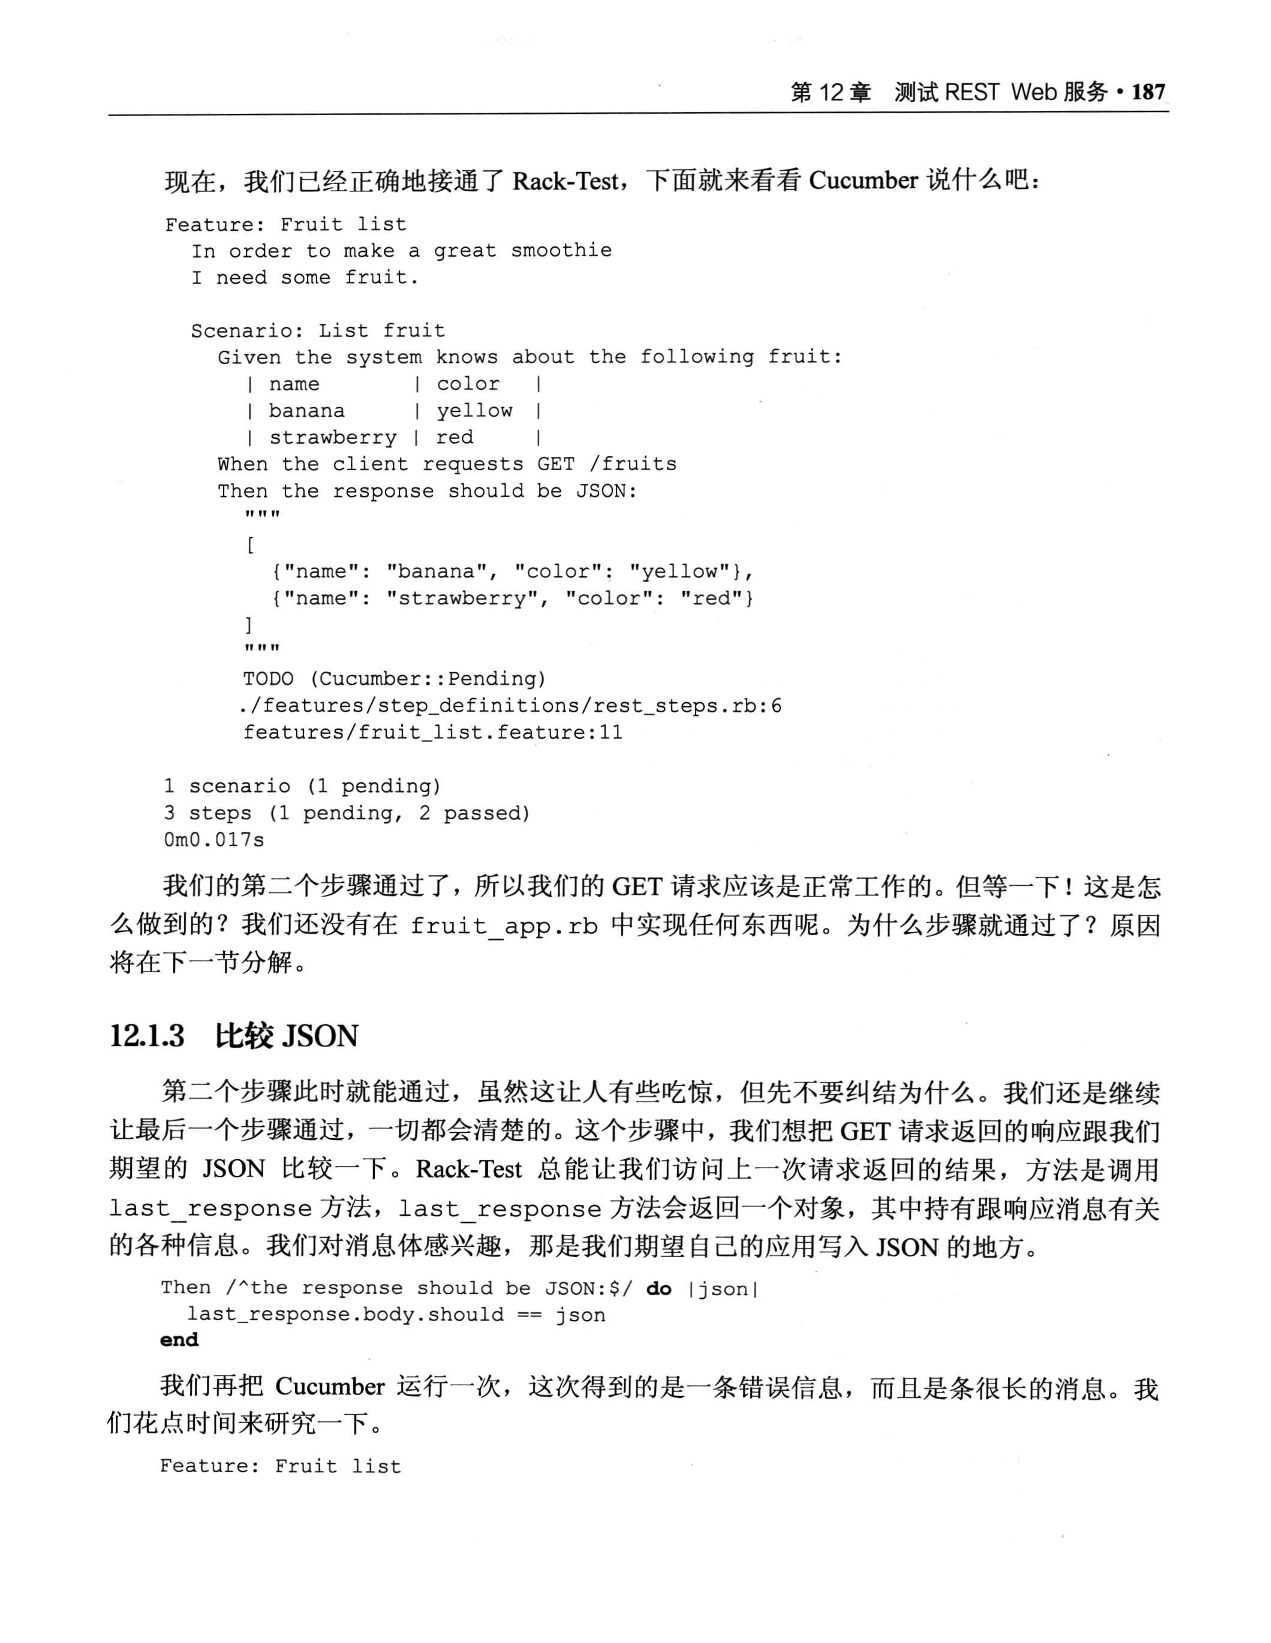 第 12 章 测试 REST Web 服务 · 187
现在，我们已经正确地接通了 Rack-Test，下面就来看看 Cucumber 说什么吧：
Feature: Fruit list
  In order to make a great smoothie
  I need some fruit.
  Scenario: List fruit
    Given the system knows about the following fruit:
      | name       | color  |
      | banana     | yellow |
      | strawberry | red    |
    When the client requests GET /fruits
    Then the response should be JSON:
      """
      [
        {"name": "banana", "color": "yellow"},
        {"name": "strawberry", "color": "red"}
      ]
      """
      TODO (Cucumber::Pending)
      ./features/step_definitions/rest_steps.rb:6
      features/fruit_list.feature:11
1 scenario (1 pending)
3 steps (1 pending, 2 passed)
0m0.017s
我们的第二个步骤通过了，所以我们的 GET 请求应该是正常工作的。但等一下！这是怎
么做到的？我们还没有在 fruit_app.rb 中实现任何东西呢。为什么步骤就通过了？原因
将在下一节分解。
12.1.3 比较 JSON
第二个步骤此时就能通过，虽然这让人有些吃惊，但先不要纠结为什么。我们还是继续
让最后一个步骤通过，一切都会清楚的。这个步骤中，我们想把 GET 请求返回的响应跟我们
期望的 JSON 比较一下。Rack-Test 总能让我们访问上一次请求返回的结果，方法是调用
last_response 方法，last_response 方法会返回一个对象，其中持有跟响应消息有关
的各种信息。我们对消息体感兴趣，那是我们期望自己的应用写入 JSON 的地方。
Then /^the response should be JSON:$/ do |json|
  last_response.body.should == json
end
我们再把 Cucumber 运行一次，这次得到的是一条错误信息，而且是条很长的消息。我
们花点时间来研究一下。
Feature: Fruit list